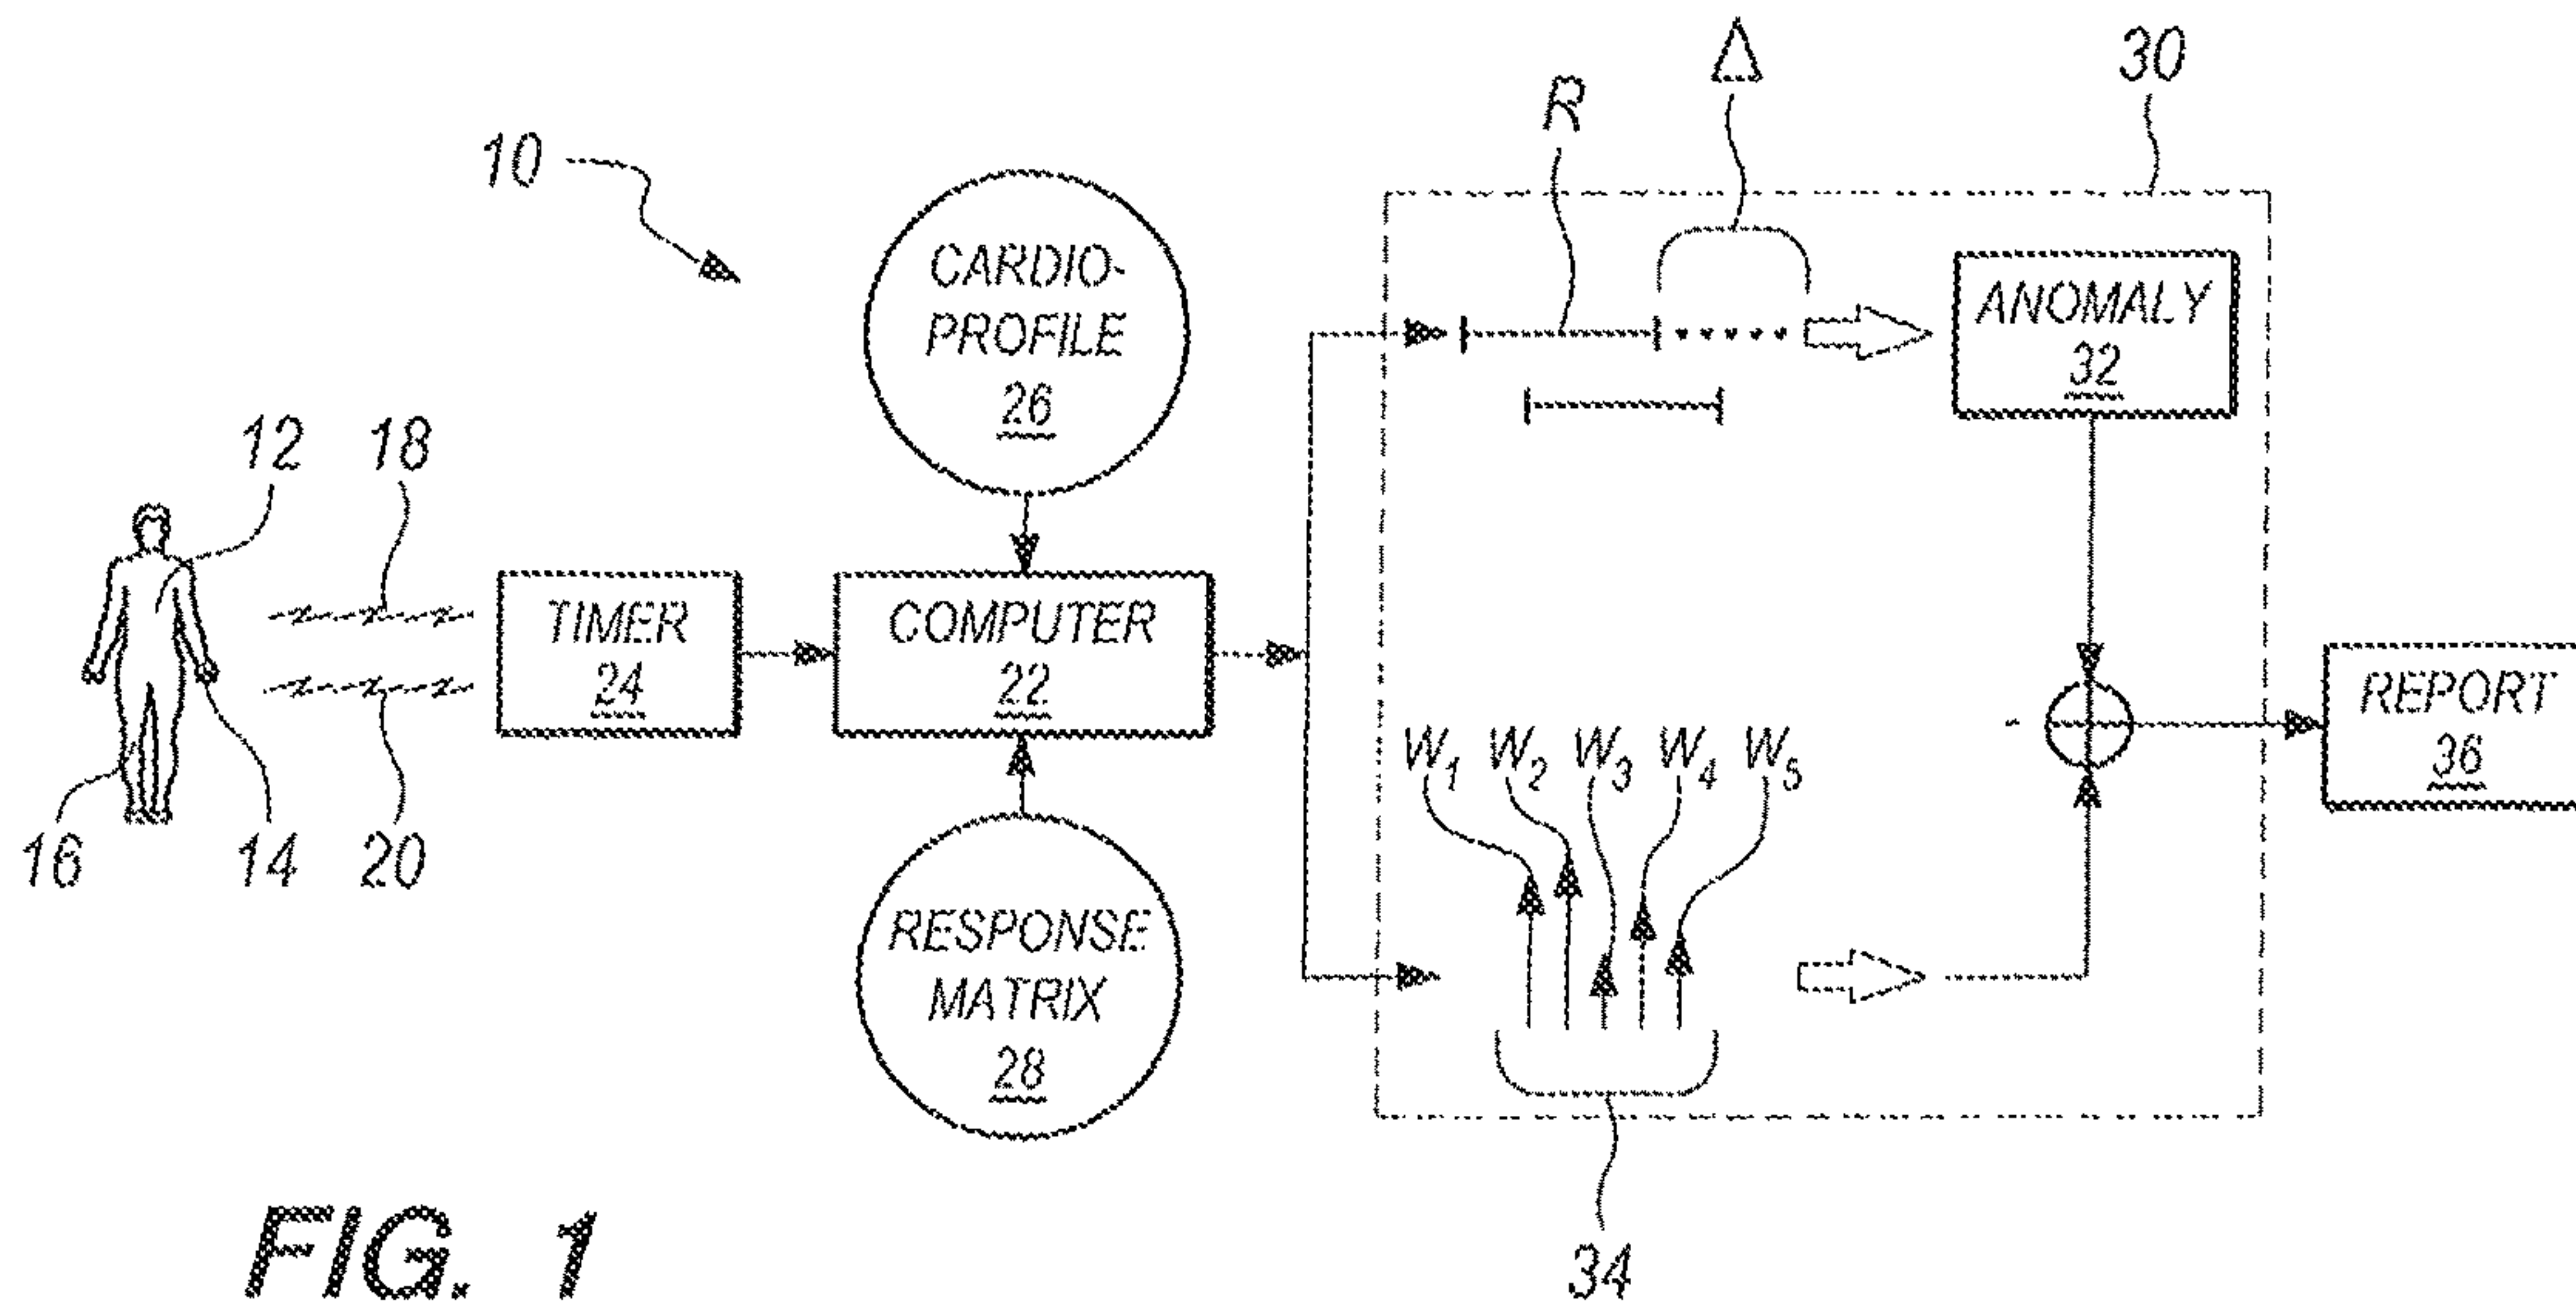 Δ
30
R
10
CARDIO-
PROFILE
26
ANOMALY
32
12
18
TIMER
24
COMPUTER
22
REPORT
36
W1 W2 W3 W4 W5
16
14
20
RESPONSE
MATRIX
28
34
FIG. 1